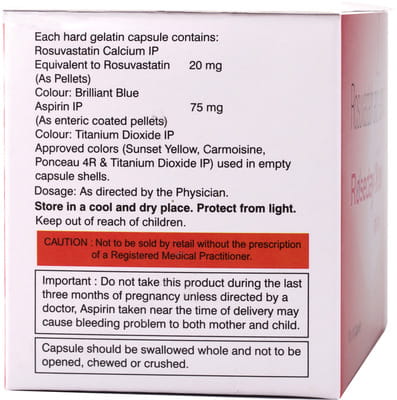 Each hard gelatin capsule contains:
Rosuvastatin Calcium IP
Equivalent to Rosuvastatin 20 mg
(As Pellets)
Colour: Brilliant Blue
Aspirin IP 75 mg
(As enteric coated pellets)
Colour: Titanium Dioxide IP
Approved colors (Sunset Yellow, Carmoisine,
Ponceau 4R & Titanium Dioxide IP) used in empty
capsule shells.
Dosage: As directed by the Physician.
Store in a cool and dry place. Protect from light.
Keep out of reach of children.
CAUTION : Not to be sold by retail without the prescription
of a Registered Medical Practitioner.
Important : Do not take this product during the last
three months of pregnancy unless directed by a
doctor, Aspirin taken near the time of delivery may
cause bleeding problem to both mother and child.
Capsule should be swallowed whole and not to be
opened, chewed or crushed.